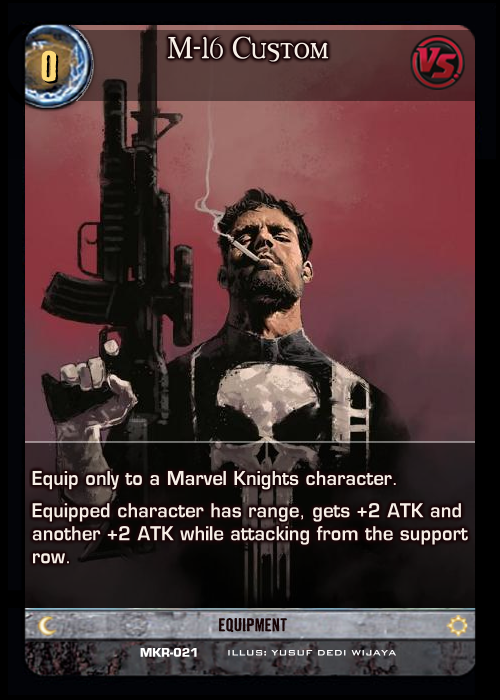 M-16 Custom
0
VS
Equip only to a Marvel Knights character.
Equipped character has range, gets +2 ATK and
another +2 ATK while attacking from the support
row.
EQUIPMENT
MKR-021 ILLUS: YUSUF DEDI WIJAYA